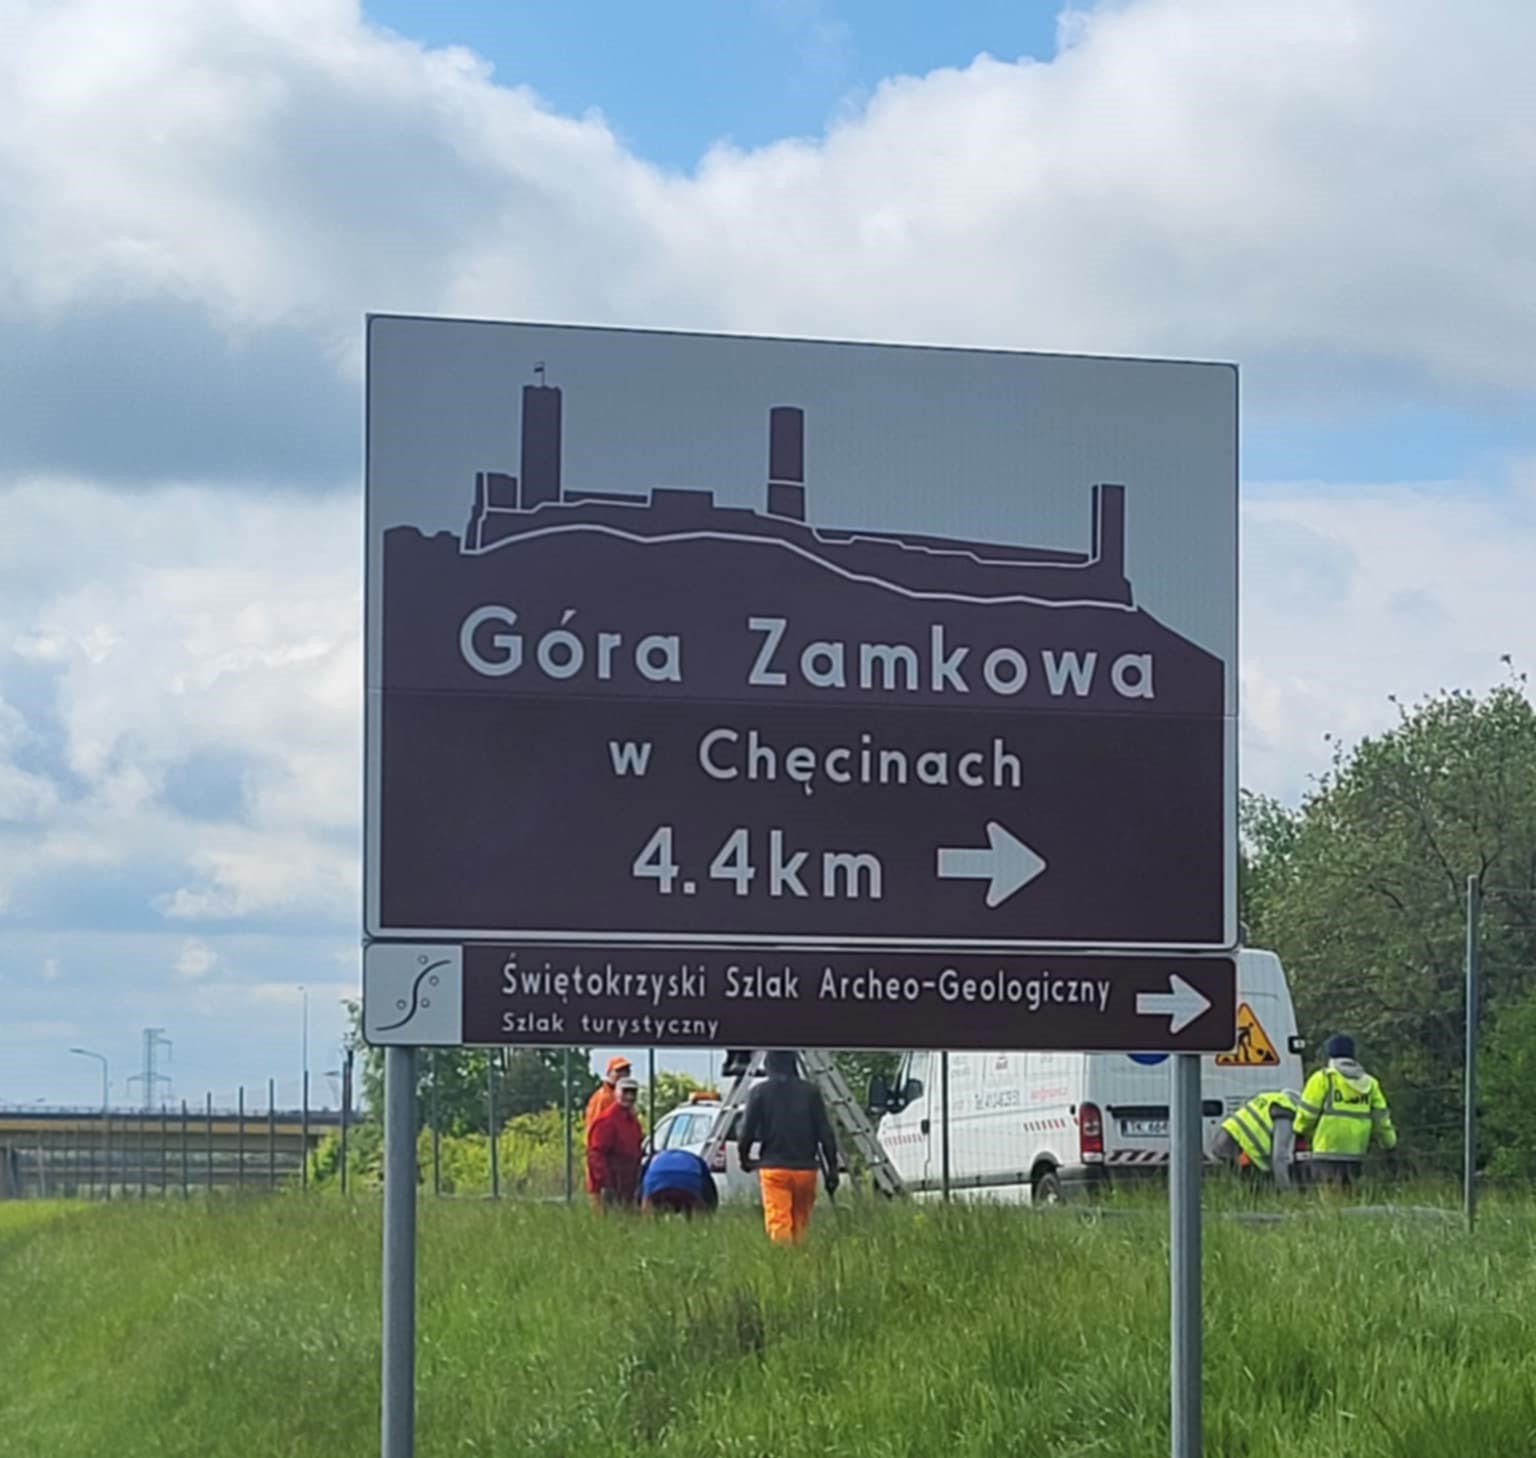 Góra Zamkowa
w Chęcinach
4.4km
Świętokrzyski Szlak Archeo-Geologiczny
Szlak turystyczny